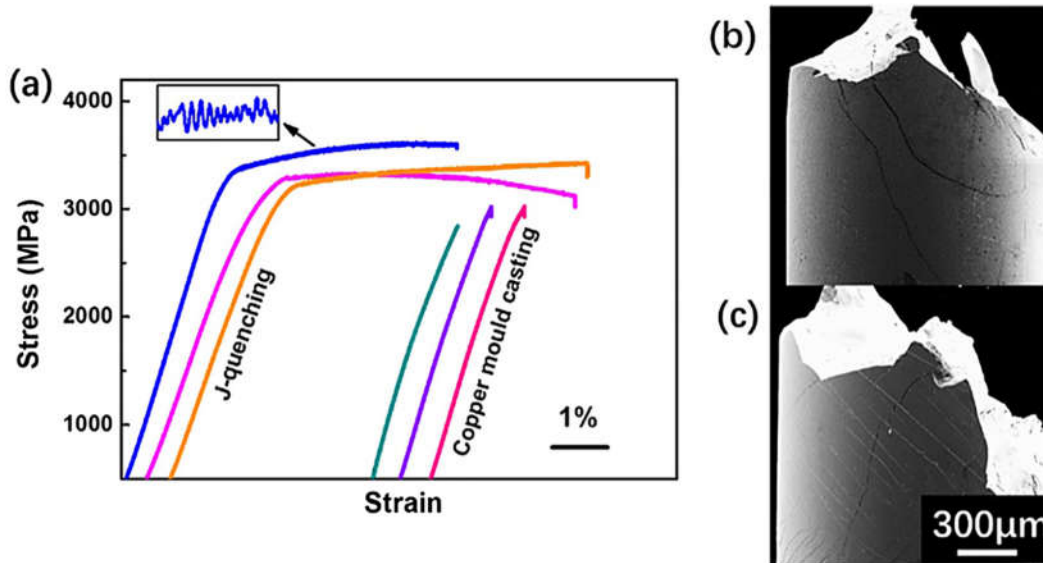 (a)
4000
3000
2000
1000
Stress (MPa)
J-quenching
Copper mould casting
1%
Strain
(b)
(c)
300μm